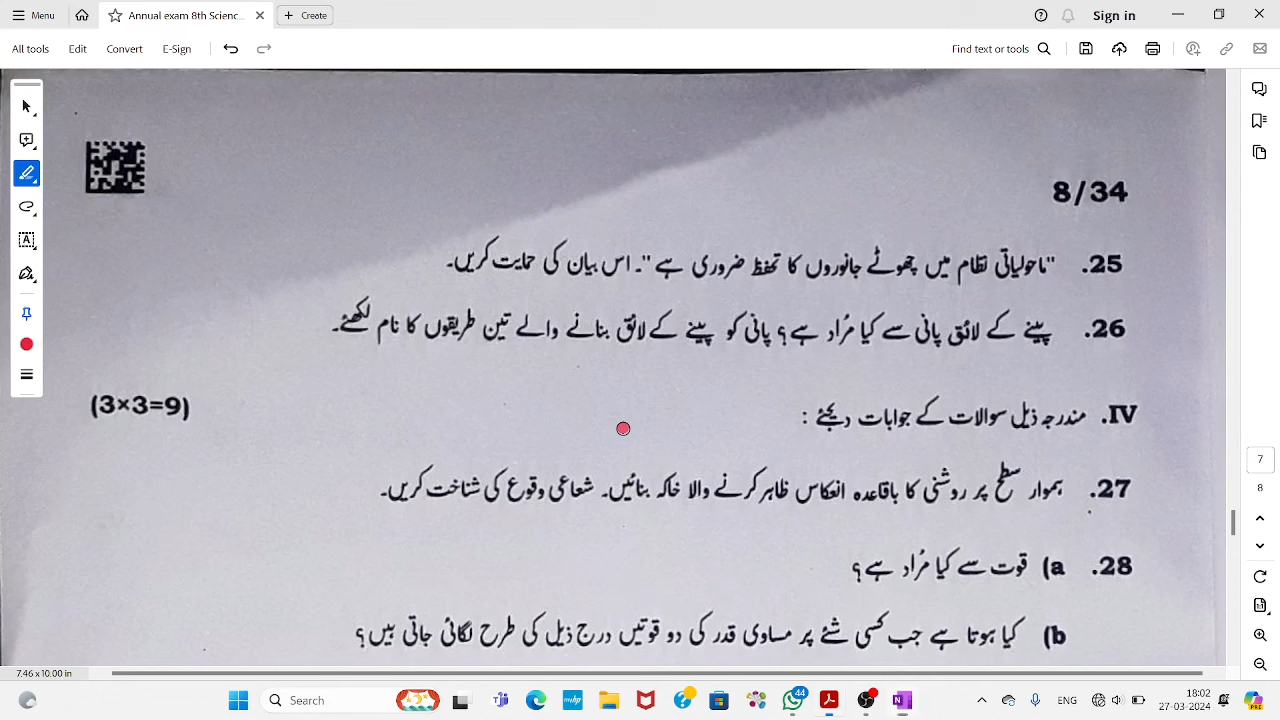 Menu
Annual exam 8th Scienc...
+ Create
Sign in
All tools
Edit
Convert
E-Sign
Find text or tools
8/34
25. "ماحولیاتی نظام میں چھوٹے جانوروں کا تحفظ ضروری ہے"۔ اس بیان کی حمایت کریں۔
26. پینے کے لائق پانی سے کیا مُراد ہے؟ پانی کو پینے کے لائق بنانے والے تین طریقوں کا نام لکھئے۔
IV. مندرجہ ذیل سوالات کے جوابات دیجئے :
(3×3=9)
27. ہموار سطح پر روشنی کا باقاعدہ انعکاس ظاہر کرنے والا خاکہ بنائیں۔ شعاعی وقوع کی شناخت کریں۔
28. a) قوت سے کیا مُراد ہے؟
b) کیا ہوتا ہے جب کسی شئے پر مساوی قدر کی دو قوتیں درج ذیل کی طرح لگائی جاتی ہیں؟
7
8
7.46 x 10.00 in
Search
myhp
44
18:02
27-03-2024